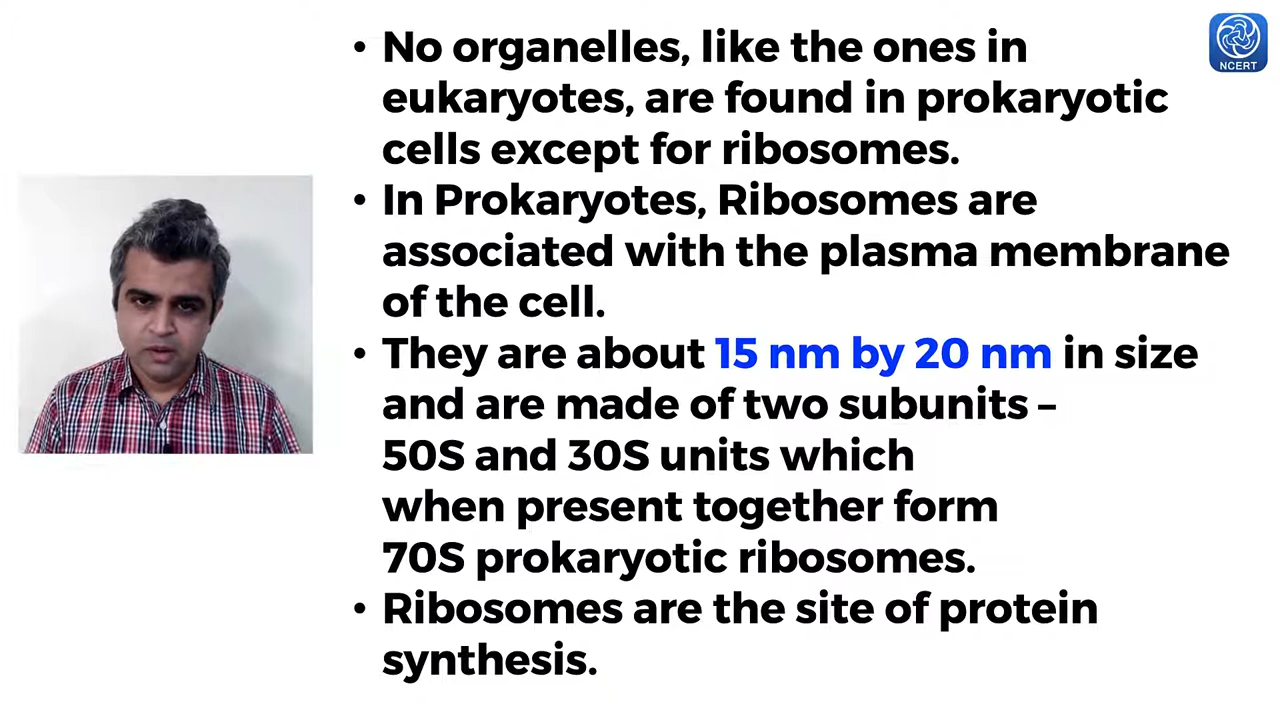 • No organelles, like the ones in
eukaryotes, are found in prokaryotic
cells except for ribosomes.
• In Prokaryotes, Ribosomes are
associated with the plasma membrane
of the cell.
• They are about 15 nm by 20 nm in size
and are made of two subunits –
50S and 30S units which
when present together form
70S prokaryotic ribosomes.
• Ribosomes are the site of protein
synthesis.
NCERT